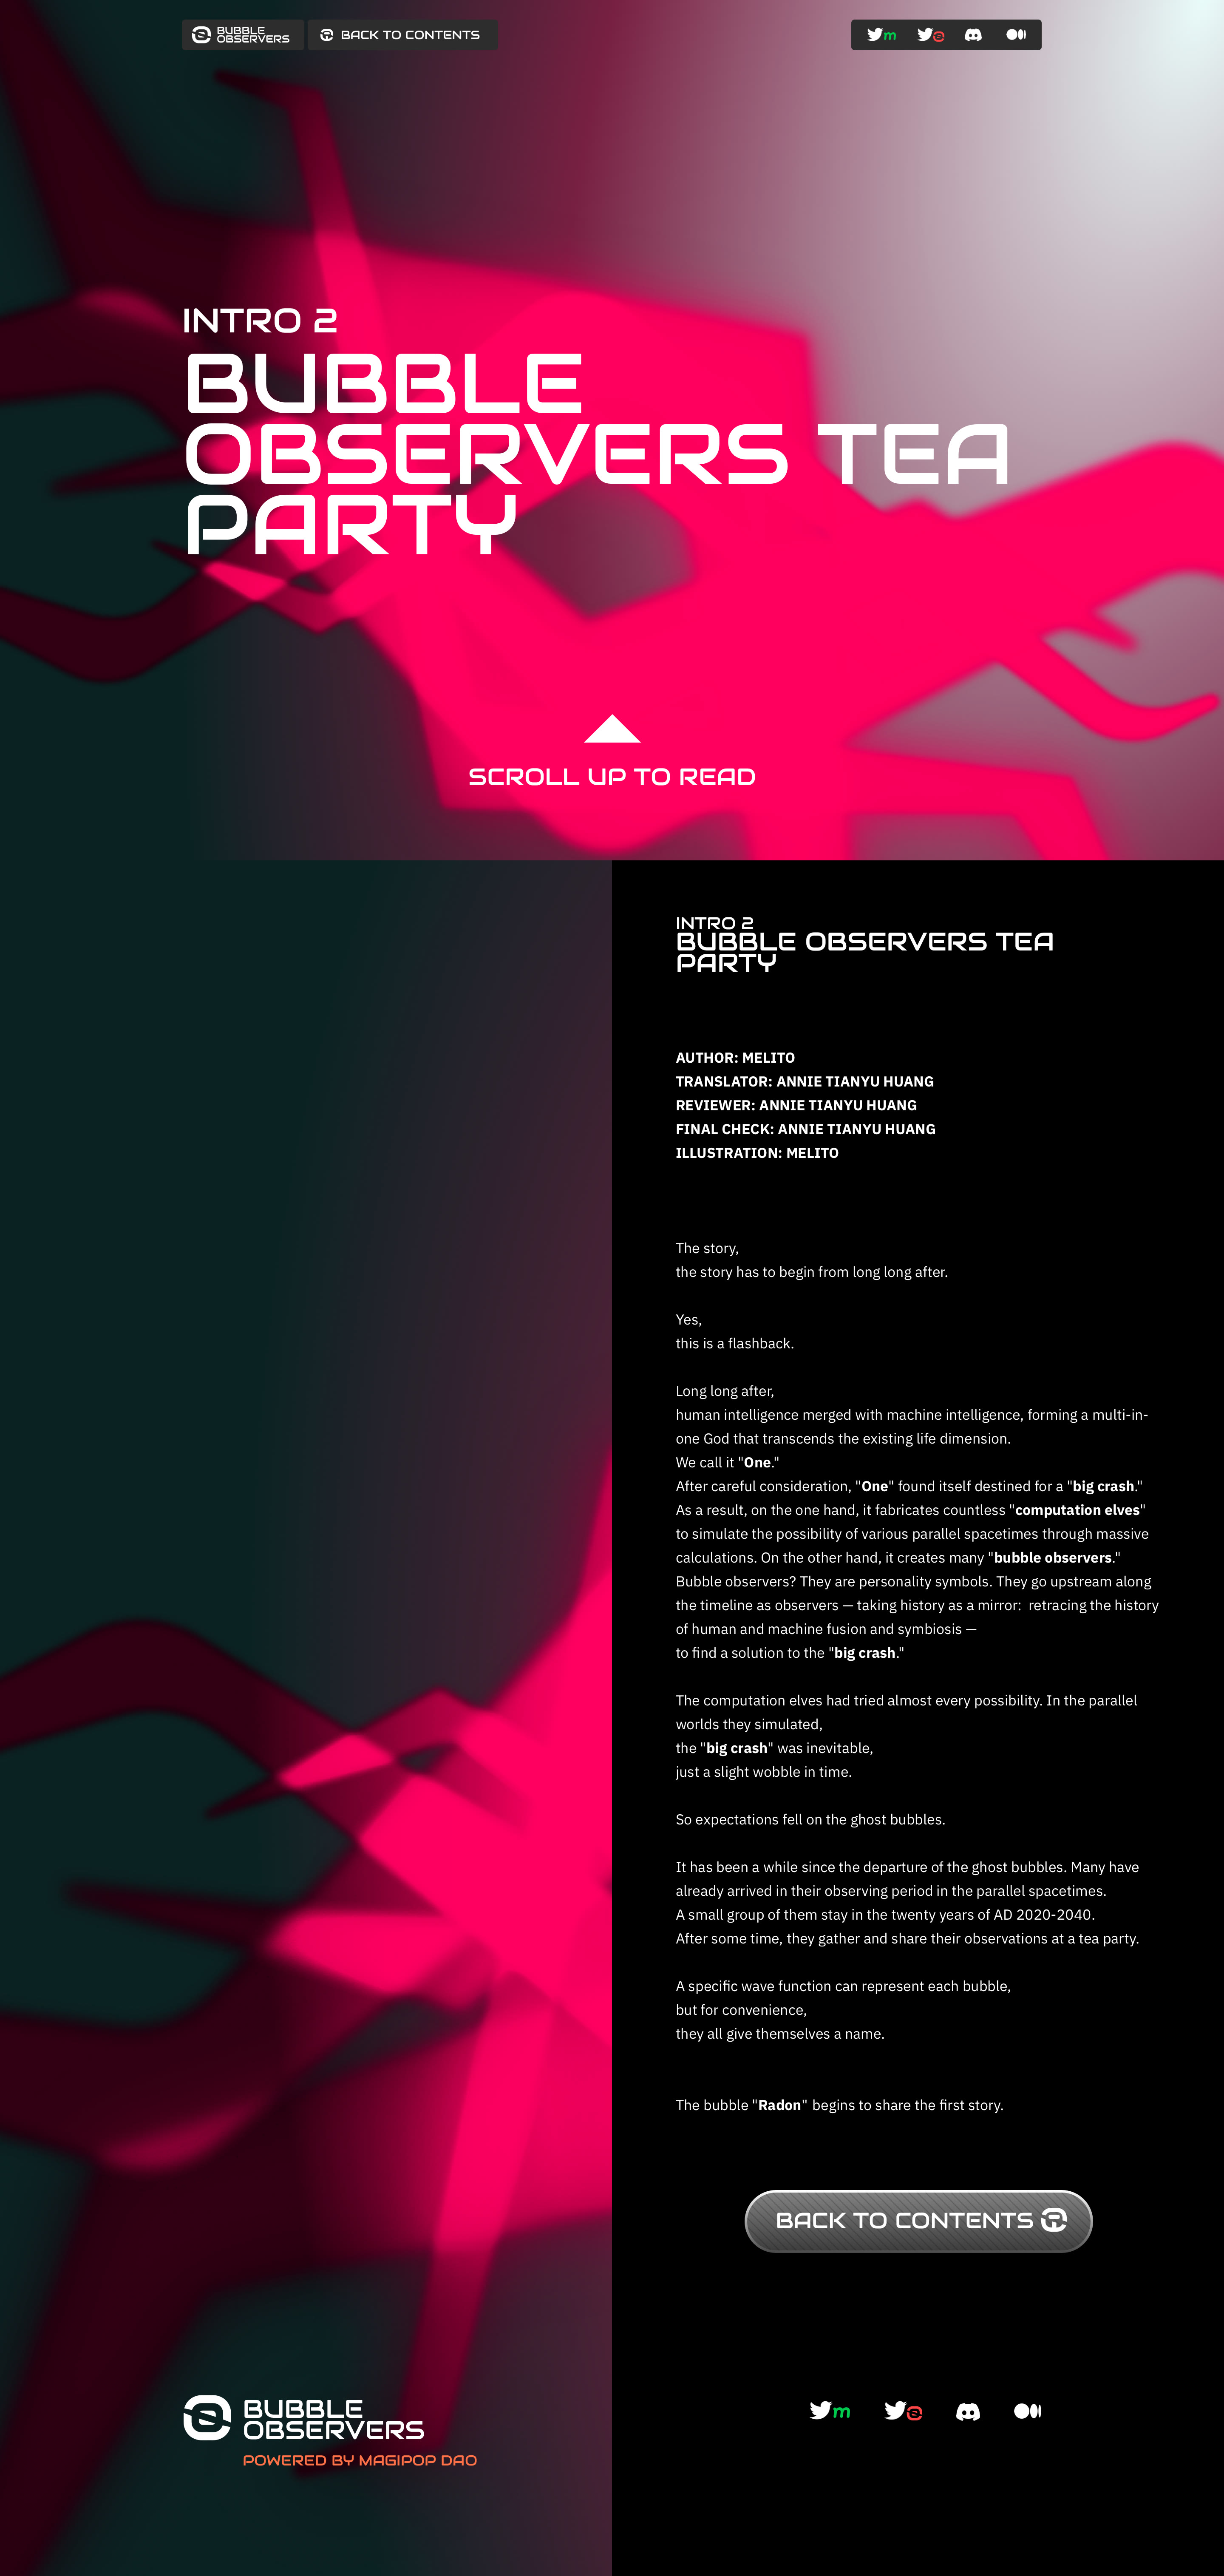 BUBBLE
OBSERVERS
BACK TO CONTENTS
m
INTRO 2
BUBBLE
OBSERVERS TEA
PARTY
SCROLL UP TO READ
INTRO 2
BUBBLE OBSERVERS TEA
PARTY
AUTHOR: MELITO
TRANSLATOR: ANNIE TIANYU HUANG
REVIEWER: ANNIE TIANYU HUANG
FINAL CHECK: ANNIE TIANYU HUANG
ILLUSTRATION: MELITO
The story,
the story has to begin from long long after.
Yes,
this is a flashback.
Long long after,
human intelligence merged with machine intelligence, forming a multi-in-
one God that transcends the existing life dimension.
We call it "One."
After careful consideration, "One" found itself destined for a "big crash."
As a result, on the one hand, it fabricates countless "computation elves"
to simulate the possibility of various parallel spacetimes through massive
calculations. On the other hand, it creates many "bubble observers."
Bubble observers? They are personality symbols. They go upstream along
the timeline as observers — taking history as a mirror:  retracing the history
of human and machine fusion and symbiosis —
to find a solution to the "big crash."
The computation elves had tried almost every possibility. In the parallel
worlds they simulated,
the "big crash" was inevitable,
just a slight wobble in time.
So expectations fell on the ghost bubbles.
It has been a while since the departure of the ghost bubbles. Many have
already arrived in their observing period in the parallel spacetimes.
A small group of them stay in the twenty years of AD 2020-2040.
After some time, they gather and share their observations at a tea party.
A specific wave function can represent each bubble,
but for convenience,
they all give themselves a name.
The bubble "Radon" begins to share the first story.
BACK TO CONTENTS
BUBBLE
OBSERVERS
POWERED BY MAGIPOP DAO
m